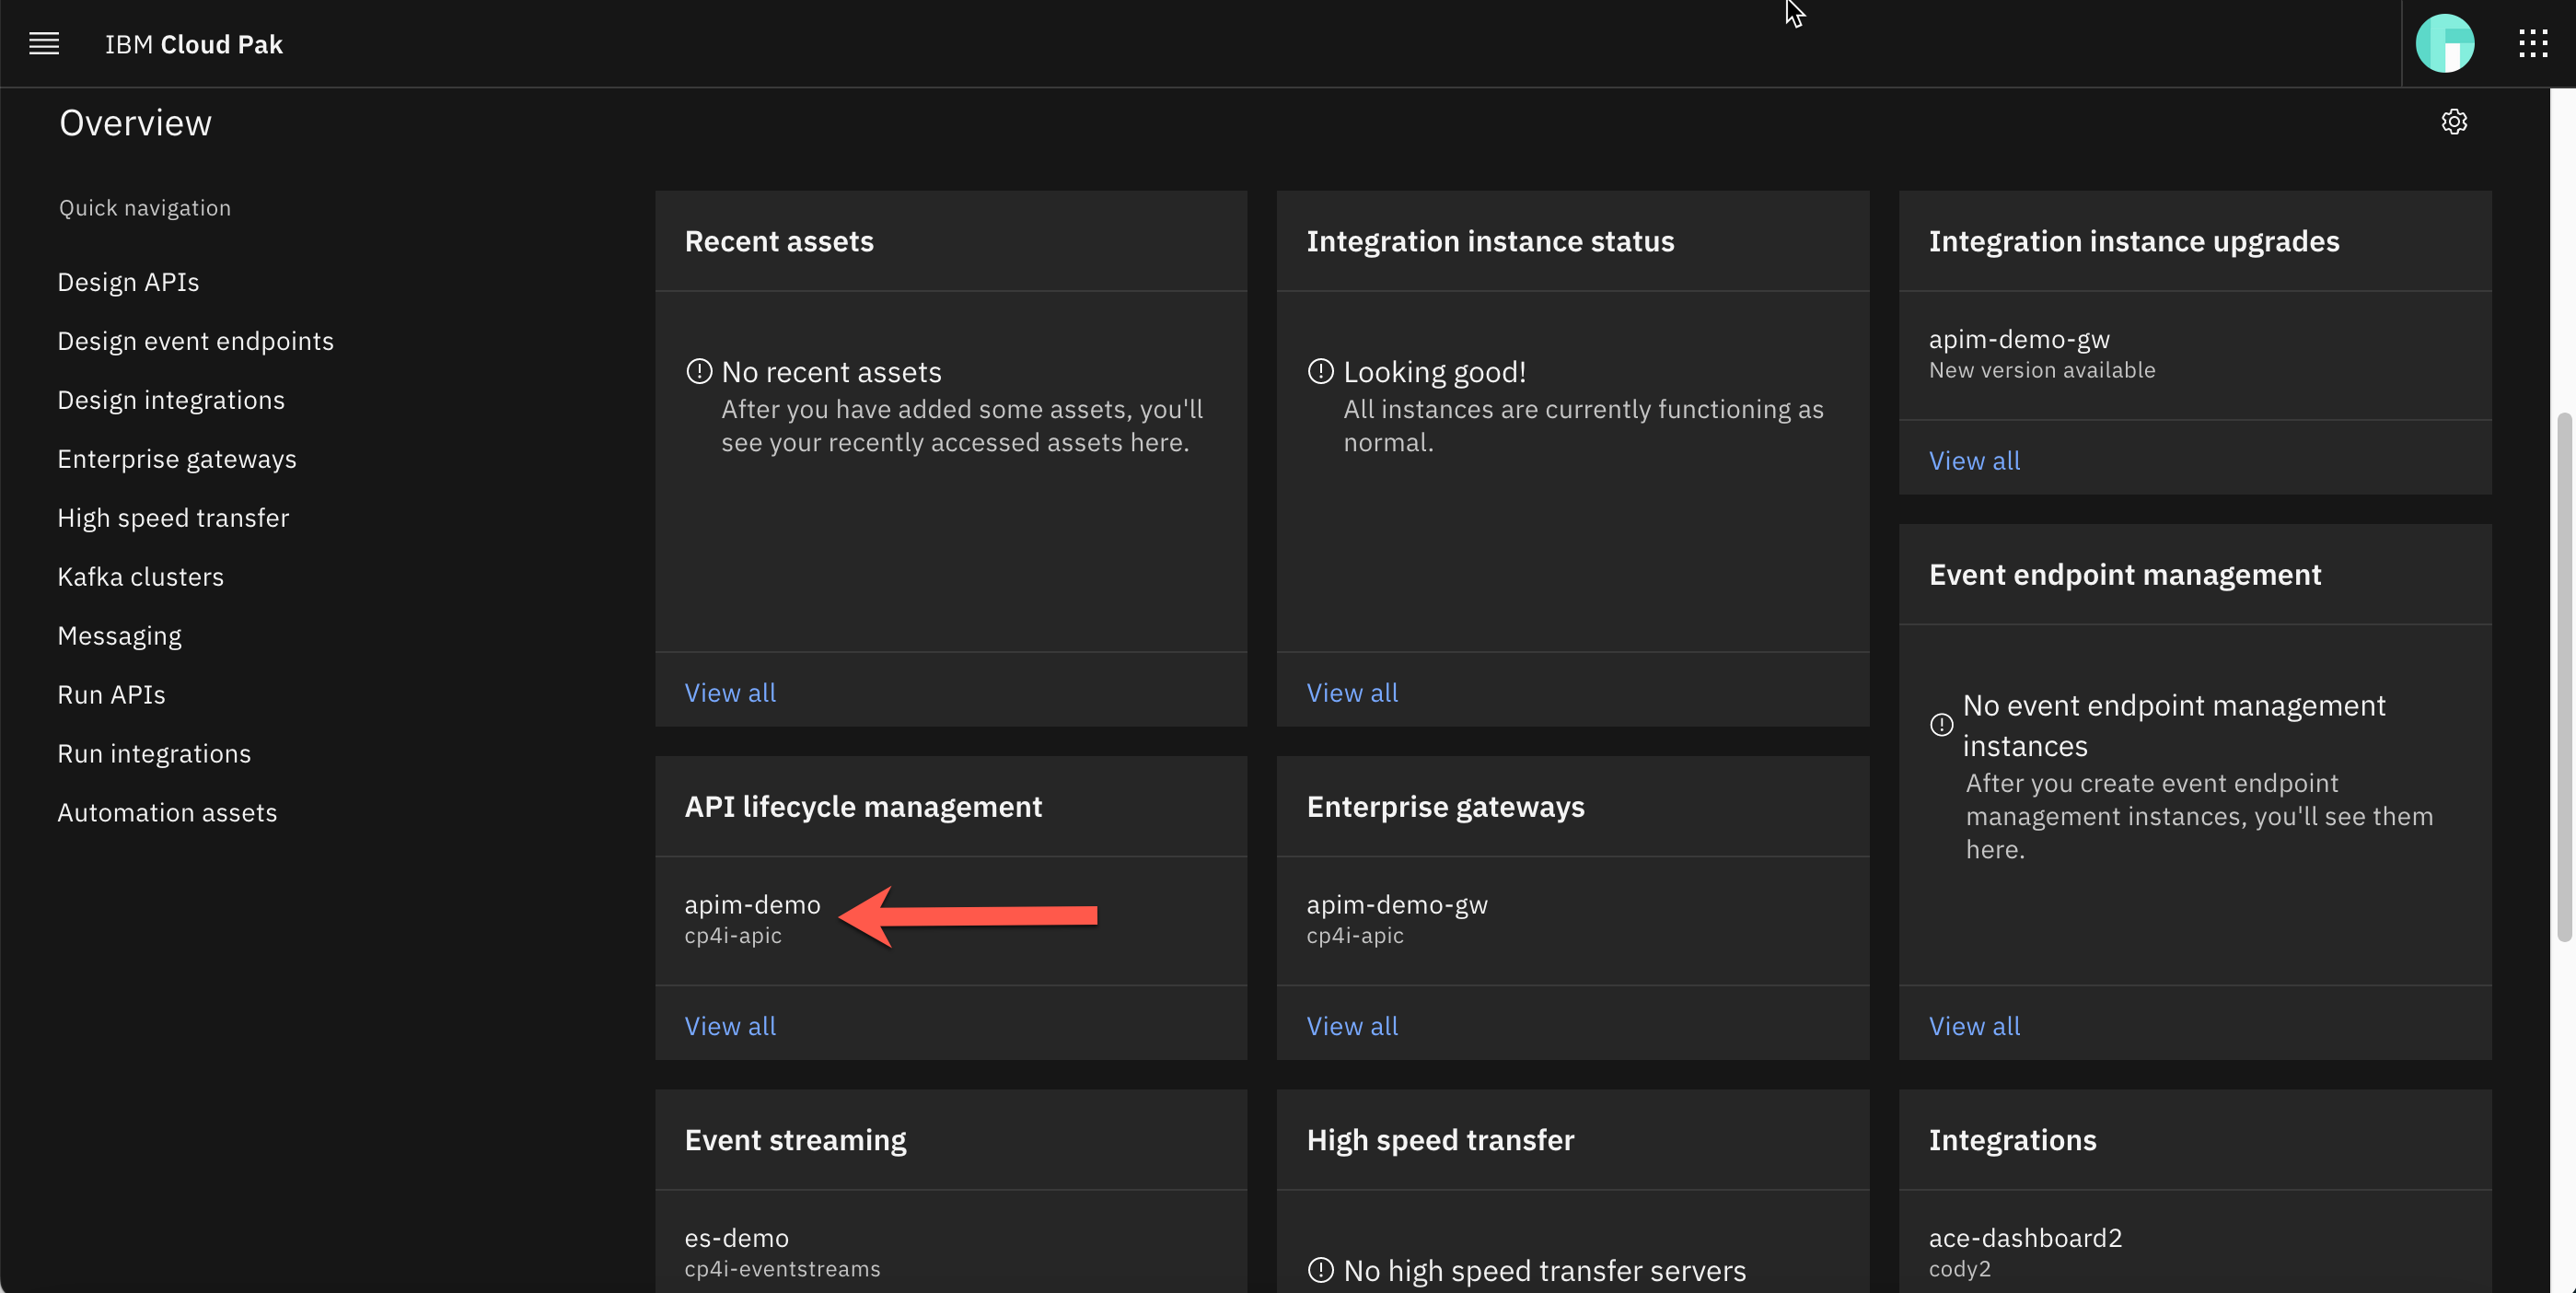 IBM Cloud Pak
Overview
Quick navigation
Design APIs
Design event endpoints
Design integrations
Enterprise gateways
High speed transfer
Kafka clusters
Messaging
Run APIs
Run integrations
Automation assets
Recent assets
No recent assets
After you have added some assets, you'll
see your recently accessed assets here.
View all
Integration instance status
Looking good!
All instances are currently functioning as
normal.
View all
Integration instance upgrades
apim-demo-gw
New version available
View all
Event endpoint management
No event endpoint management
instances
After you create event endpoint
management instances, you'll see them
here.
View all
API lifecycle management
apim-demo
cp4i-apic
View all
Enterprise gateways
apim-demo-gw
cp4i-apic
View all
Event streaming
es-demo
cp4i-eventstreams
High speed transfer
No high speed transfer servers
Integrations
ace-dashboard2
cody2